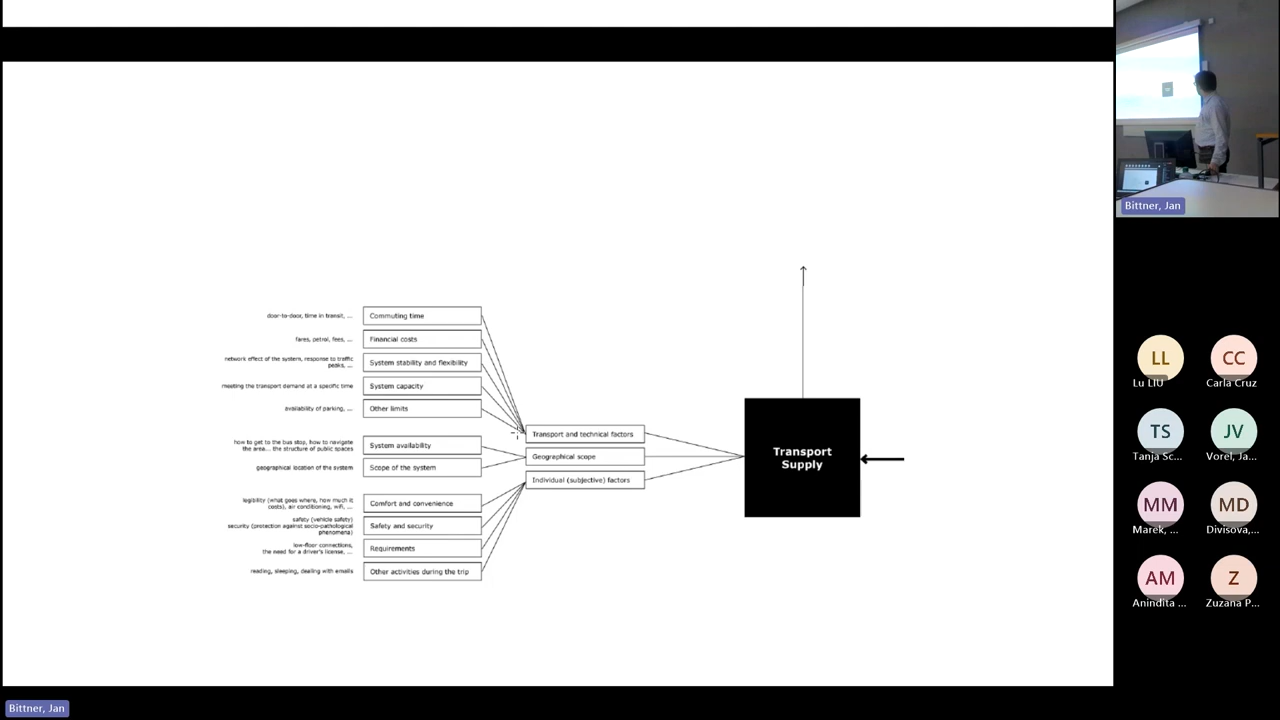 door-to-door, time in transit, ...
Commuting time
fares, petrol, fees, ...
Financial costs
network effect of the system, response to traffic
peaks, ...
System stability and flexibility
meeting the transport demand at a specific time
System capacity
availability of parking, ...
Other limits
how to get to the bus stop, how to navigate
the area... the structure of public spaces
System availability
geographical location of the system
Scope of the system
legibility (what goes where, how much it
costs), air conditioning, wifi, ...
Comfort and convenience
safety (vehicle safety)
security (protection against socio-pathological
phenomena)
Safety and security
low-floor connections,
the need for a driver's license, ...
Requirements
reading, sleeping, dealing with emails
Other activities during the trip
Transport and technical factors
Geographical scope
Individual (subjective) factors
Transport
Supply
Bittner, Jan
LL
Lu LIU
CC
Carla Cruz
TS
Tanja Sc...
JV
Vorel, Ja...
MM
Marek, ...
MD
Divisova,...
AM
Anindita ...
Z
Zuzana P...
Bittner, Jan